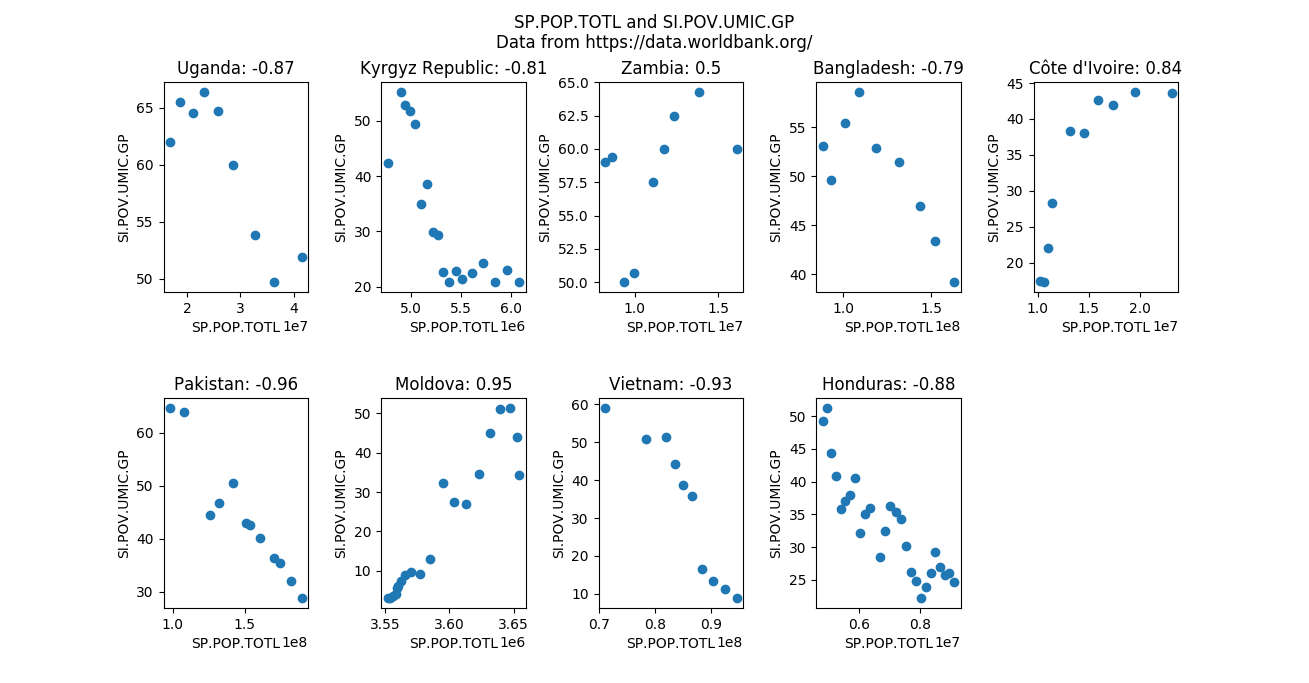 SP.POP.TOTL and SI.POV.UMIC.GP
Data from https://data.worldbank.org/
Uganda: -0.87
65
60
55
50
SI.POV.UMIC.GP
2 3 4
SP.POP.TOTL 1e7
Kyrgyz Republic: -0.81
50
40
30
20
SI.POV.UMIC.GP
5.0 5.5 6.0
SP.POP.TOTL 1e6
Zambia: 0.5
65.0
62.5
60.0
57.5
55.0
52.5
50.0
SI.POV.UMIC.GP
1.0 1.5
SP.POP.TOTL 1e7
Bangladesh: -0.79
55
50
45
40
SI.POV.UMIC.GP
1.0 1.5
SP.POP.TOTL 1e8
Côte d'Ivoire: 0.84
45
40
35
30
25
20
SI.POV.UMIC.GP
1.0 1.5 2.0
SP.POP.TOTL 1e7
Pakistan: -0.96
60
50
40
30
SI.POV.UMIC.GP
1.0 1.5
SP.POP.TOTL 1e8
Moldova: 0.95
50
40
30
20
10
SI.POV.UMIC.GP
3.55 3.60 3.65
SP.POP.TOTL 1e6
Vietnam: -0.93
60
50
40
30
20
10
SI.POV.UMIC.GP
0.7 0.8 0.9
SP.POP.TOTL 1e8
Honduras: -0.88
50
45
40
35
30
25
SI.POV.UMIC.GP
0.6 0.8
SP.POP.TOTL 1e7